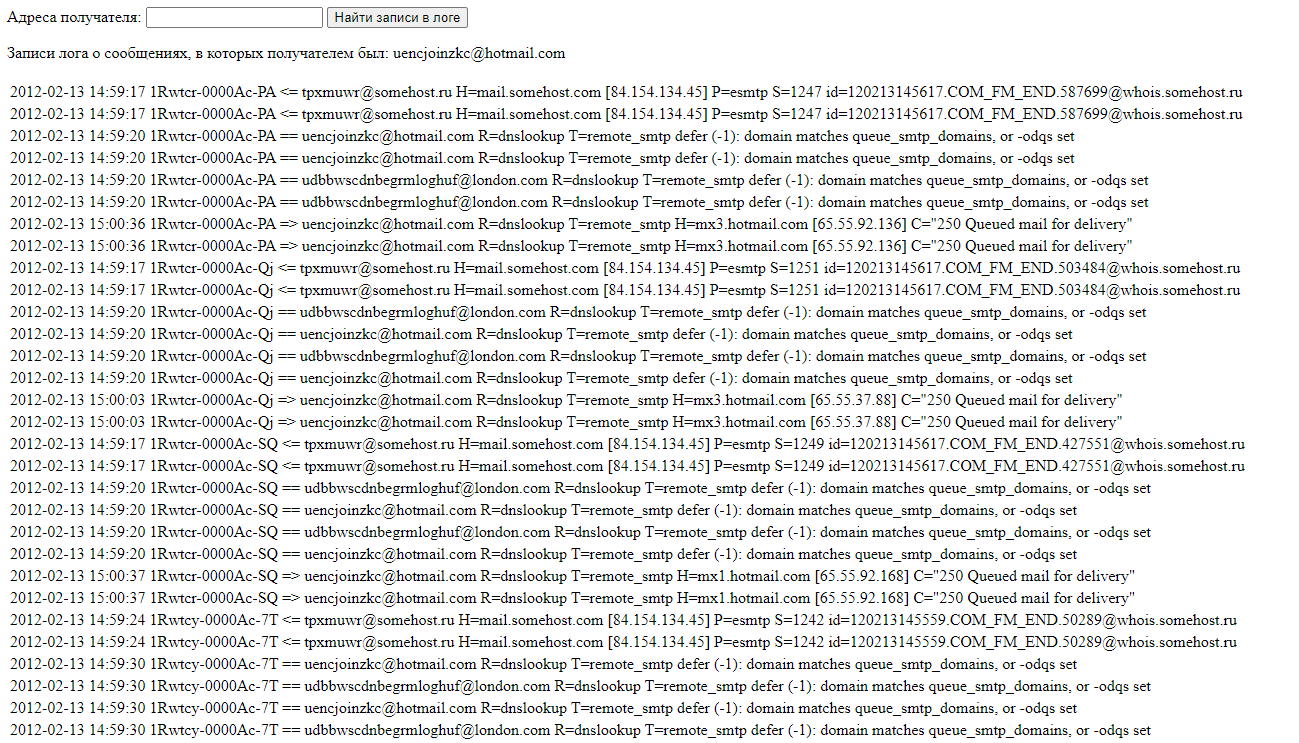 Адреса получателя: Найти записи в логе
Записи лога о сообщениях, в которых получателем был: uencjoinzkc@hotmail.com
2012-02-13 14:59:17 1Rwtcr-0000Ac-PA <= tpxmuwr@somehost.ru H=mail.somehost.com [84.154.134.45] P=esmtp S=1247 id=120213145617.COM_FM_END.587699@whois.somehost.ru
2012-02-13 14:59:17 1Rwtcr-0000Ac-PA <= tpxmuwr@somehost.ru H=mail.somehost.com [84.154.134.45] P=esmtp S=1247 id=120213145617.COM_FM_END.587699@whois.somehost.ru
2012-02-13 14:59:20 1Rwtcr-0000Ac-PA == uencjoinzkc@hotmail.com R=dnslookup T=remote_smtp defer (-1): domain matches queue_smtp_domains, or -odqs set
2012-02-13 14:59:20 1Rwtcr-0000Ac-PA == uencjoinzkc@hotmail.com R=dnslookup T=remote_smtp defer (-1): domain matches queue_smtp_domains, or -odqs set
2012-02-13 14:59:20 1Rwtcr-0000Ac-PA == udbbwscdnbegrmloghuf@london.com R=dnslookup T=remote_smtp defer (-1): domain matches queue_smtp_domains, or -odqs set
2012-02-13 14:59:20 1Rwtcr-0000Ac-PA == udbbwscdnbegrmloghuf@london.com R=dnslookup T=remote_smtp defer (-1): domain matches queue_smtp_domains, or -odqs set
2012-02-13 15:00:36 1Rwtcr-0000Ac-PA => uencjoinzkc@hotmail.com R=dnslookup T=remote_smtp H=mx3.hotmail.com [65.55.92.136] C="250 Queued mail for delivery"
2012-02-13 15:00:36 1Rwtcr-0000Ac-PA => uencjoinzkc@hotmail.com R=dnslookup T=remote_smtp H=mx3.hotmail.com [65.55.92.136] C="250 Queued mail for delivery"
2012-02-13 14:59:17 1Rwtcr-0000Ac-Qj <= tpxmuwr@somehost.ru H=mail.somehost.com [84.154.134.45] P=esmtp S=1251 id=120213145617.COM_FM_END.503484@whois.somehost.ru
2012-02-13 14:59:17 1Rwtcr-0000Ac-Qj <= tpxmuwr@somehost.ru H=mail.somehost.com [84.154.134.45] P=esmtp S=1251 id=120213145617.COM_FM_END.503484@whois.somehost.ru
2012-02-13 14:59:20 1Rwtcr-0000Ac-Qj == udbbwscdnbegrmloghuf@london.com R=dnslookup T=remote_smtp defer (-1): domain matches queue_smtp_domains, or -odqs set
2012-02-13 14:59:20 1Rwtcr-0000Ac-Qj == uencjoinzkc@hotmail.com R=dnslookup T=remote_smtp defer (-1): domain matches queue_smtp_domains, or -odqs set
2012-02-13 14:59:20 1Rwtcr-0000Ac-Qj == udbbwscdnbegrmloghuf@london.com R=dnslookup T=remote_smtp defer (-1): domain matches queue_smtp_domains, or -odqs set
2012-02-13 14:59:20 1Rwtcr-0000Ac-Qj == uencjoinzkc@hotmail.com R=dnslookup T=remote_smtp defer (-1): domain matches queue_smtp_domains, or -odqs set
2012-02-13 15:00:03 1Rwtcr-0000Ac-Qj => uencjoinzkc@hotmail.com R=dnslookup T=remote_smtp H=mx3.hotmail.com [65.55.37.88] C="250 Queued mail for delivery"
2012-02-13 15:00:03 1Rwtcr-0000Ac-Qj => uencjoinzkc@hotmail.com R=dnslookup T=remote_smtp H=mx3.hotmail.com [65.55.37.88] C="250 Queued mail for delivery"
2012-02-13 14:59:17 1Rwtcr-0000Ac-SQ <= tpxmuwr@somehost.ru H=mail.somehost.com [84.154.134.45] P=esmtp S=1249 id=120213145617.COM_FM_END.427551@whois.somehost.ru
2012-02-13 14:59:17 1Rwtcr-0000Ac-SQ <= tpxmuwr@somehost.ru H=mail.somehost.com [84.154.134.45] P=esmtp S=1249 id=120213145617.COM_FM_END.427551@whois.somehost.ru
2012-02-13 14:59:20 1Rwtcr-0000Ac-SQ == udbbwscdnbegrmloghuf@london.com R=dnslookup T=remote_smtp defer (-1): domain matches queue_smtp_domains, or -odqs set
2012-02-13 14:59:20 1Rwtcr-0000Ac-SQ == uencjoinzkc@hotmail.com R=dnslookup T=remote_smtp defer (-1): domain matches queue_smtp_domains, or -odqs set
2012-02-13 14:59:20 1Rwtcr-0000Ac-SQ == udbbwscdnbegrmloghuf@london.com R=dnslookup T=remote_smtp defer (-1): domain matches queue_smtp_domains, or -odqs set
2012-02-13 14:59:20 1Rwtcr-0000Ac-SQ == uencjoinzkc@hotmail.com R=dnslookup T=remote_smtp defer (-1): domain matches queue_smtp_domains, or -odqs set
2012-02-13 15:00:37 1Rwtcr-0000Ac-SQ => uencjoinzkc@hotmail.com R=dnslookup T=remote_smtp H=mx1.hotmail.com [65.55.92.168] C="250 Queued mail for delivery"
2012-02-13 15:00:37 1Rwtcr-0000Ac-SQ => uencjoinzkc@hotmail.com R=dnslookup T=remote_smtp H=mx1.hotmail.com [65.55.92.168] C="250 Queued mail for delivery"
2012-02-13 14:59:24 1Rwtcy-0000Ac-7T <= tpxmuwr@somehost.ru H=mail.somehost.com [84.154.134.45] P=esmtp S=1242 id=120213145559.COM_FM_END.50289@whois.somehost.ru
2012-02-13 14:59:24 1Rwtcy-0000Ac-7T <= tpxmuwr@somehost.ru H=mail.somehost.com [84.154.134.45] P=esmtp S=1242 id=120213145559.COM_FM_END.50289@whois.somehost.ru
2012-02-13 14:59:30 1Rwtcy-0000Ac-7T == uencjoinzkc@hotmail.com R=dnslookup T=remote_smtp defer (-1): domain matches queue_smtp_domains, or -odqs set
2012-02-13 14:59:30 1Rwtcy-0000Ac-7T == udbbwscdnbegrmloghuf@london.com R=dnslookup T=remote_smtp defer (-1): domain matches queue_smtp_domains, or -odqs set
2012-02-13 14:59:30 1Rwtcy-0000Ac-7T == uencjoinzkc@hotmail.com R=dnslookup T=remote_smtp defer (-1): domain matches queue_smtp_domains, or -odqs set
2012-02-13 14:59:30 1Rwtcy-0000Ac-7T == udbbwscdnbegrmloghuf@london.com R=dnslookup T=remote_smtp defer (-1): domain matches queue_smtp_domains, or -odqs set